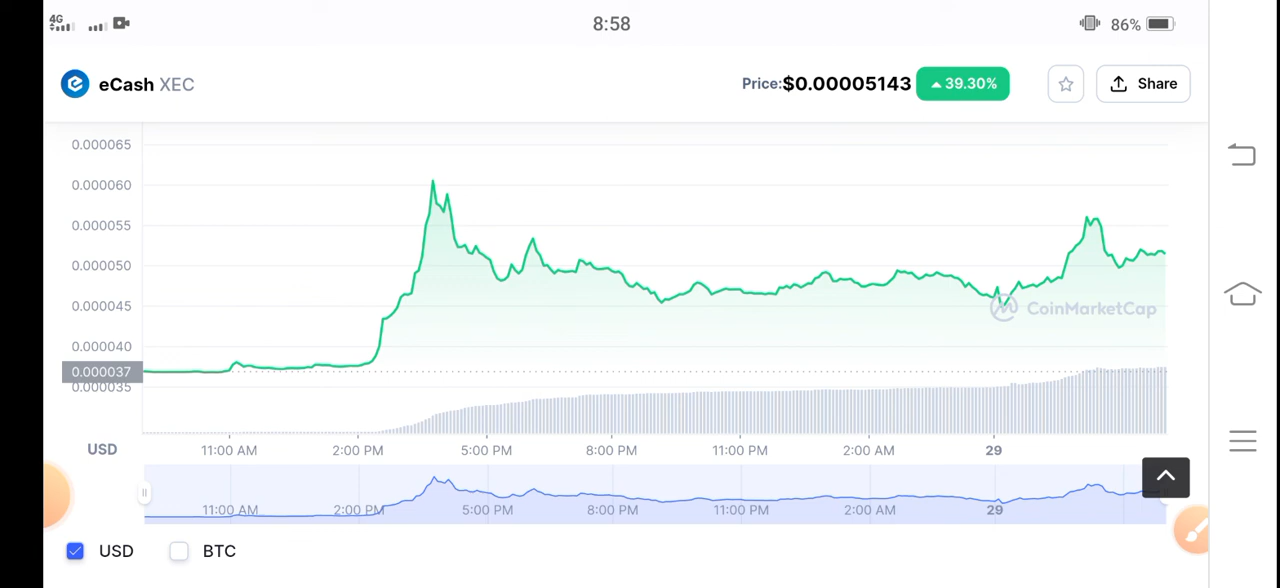 4G 8:58 86%
eCash XEC Price:$0.00005143 39.30% Share
0.000065
0.000060
0.000055
0.000050
0.000045
CoinMarketCap
0.000040
0.000037
0.000035
USD 11:00 AM 2:00 PM 5:00 PM 8:00 PM 11:00 PM 2:00 AM 29
11:00 AM 2:00 PM 5:00 PM 8:00 PM 11:00 PM 2:00 AM 29
USD BTC